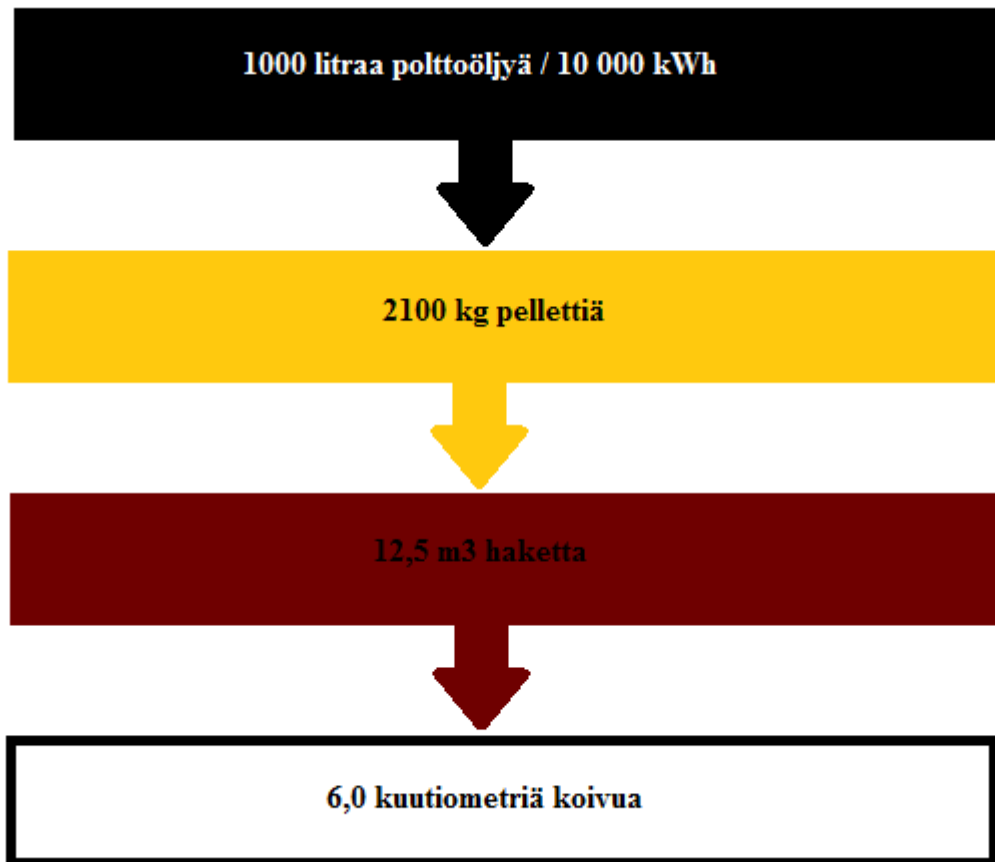 1000 litraa polttoöljyä / 10 000 kWh
2100 kg pellettiä
12,5 m3 haketta
6,0 kuutiometriä koivua